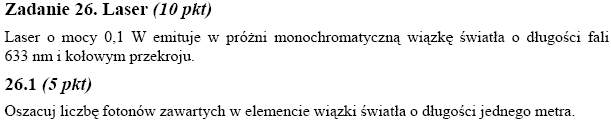 Zadanie 26. Laser (10 pkt)
Laser o mocy 0,1 W emituje w próżni monochromatyczną wiązkę światła o długości fali
633 nm i kołowym przekroju.
26.1 (5 pkt)
Oszacuj liczbę fotonów zawartych w elemencie wiązki światła o długości jednego metra.